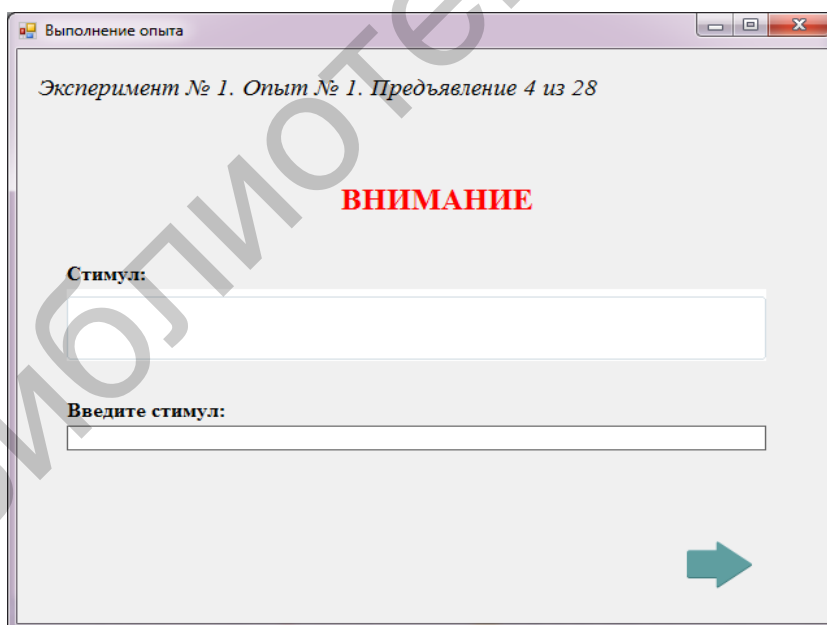 Выполнение опыта
Эксперимент № 1. Опыт № 1. Предъявление 4 из 28
ВНИМАНИЕ
Стимул:
Введите стимул: